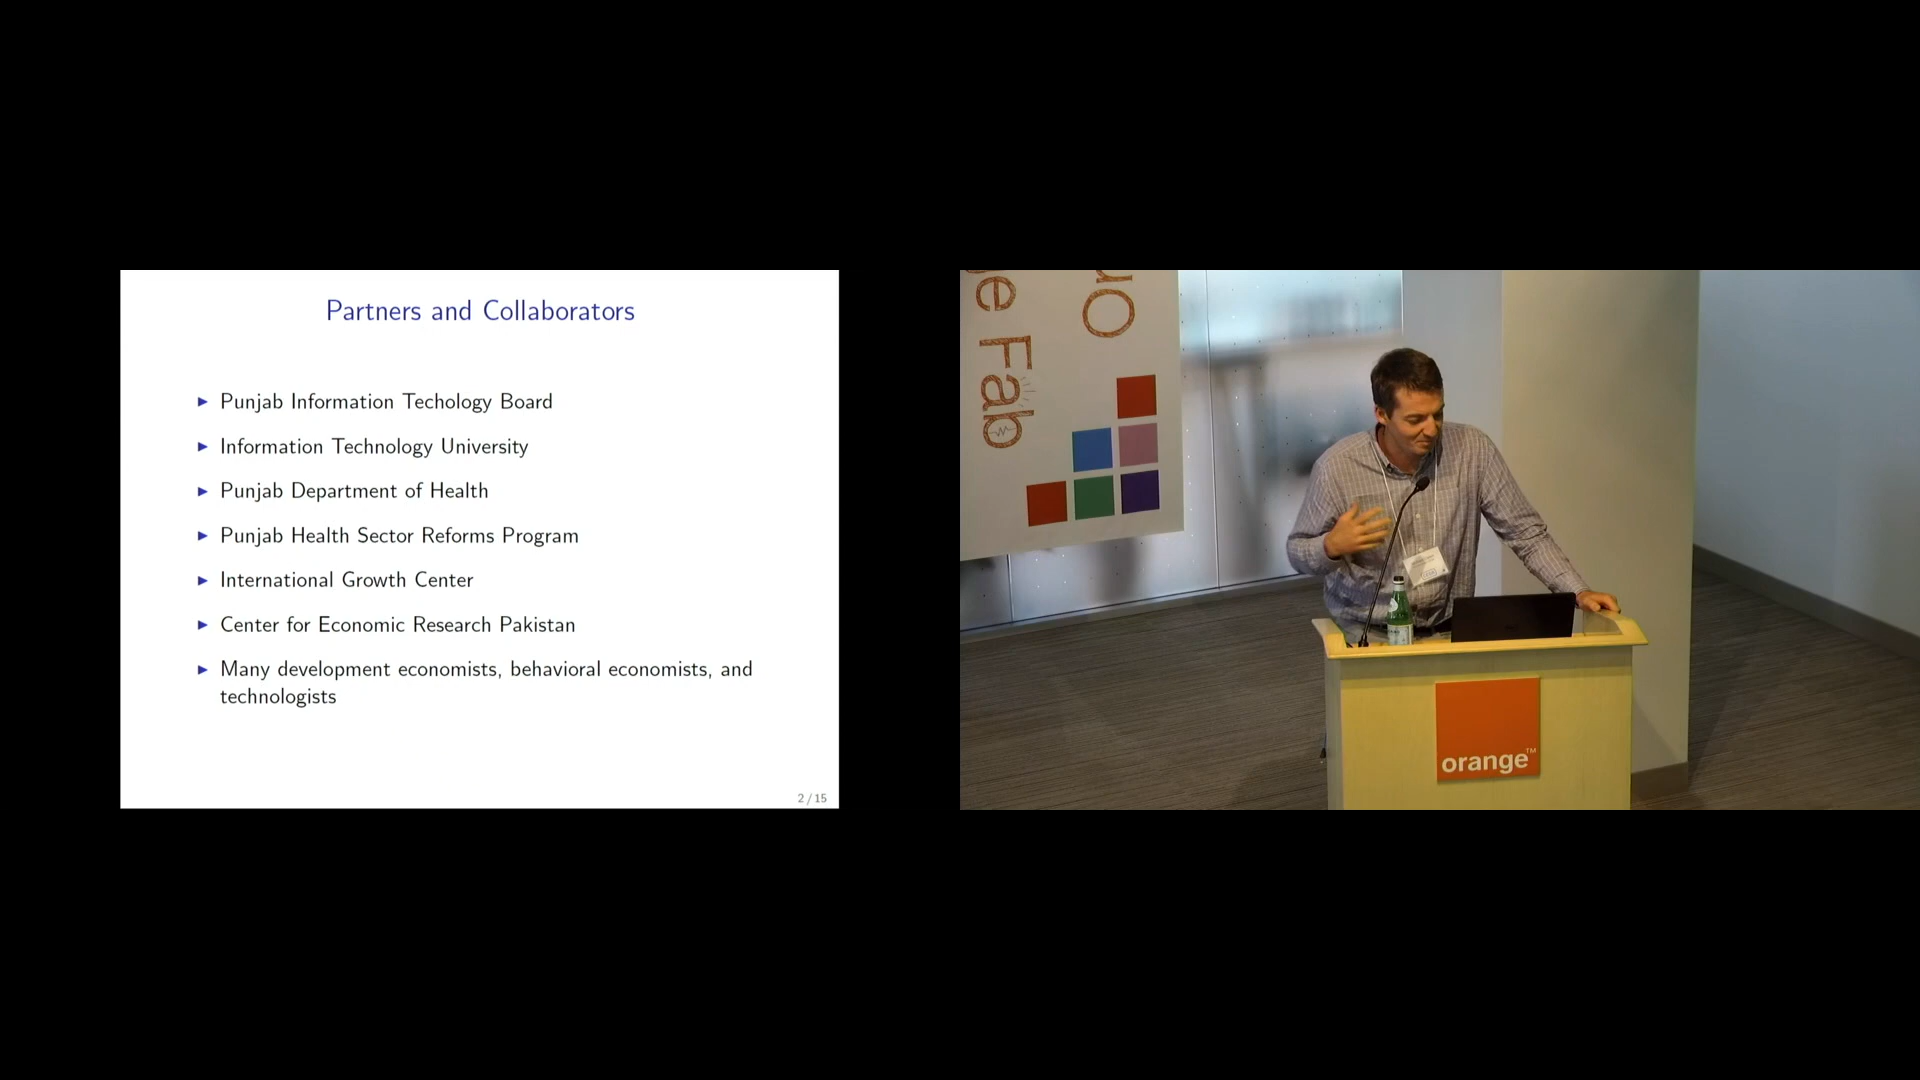 Partners and Collaborators
Punjab Information Techology Board
Information Technology University
Punjab Department of Health
Punjab Health Sector Reforms Program
International Growth Center
Center for Economic Research Pakistan
Many development economists, behavioral economists, and
technologists
2 / 15
Fab
orange™